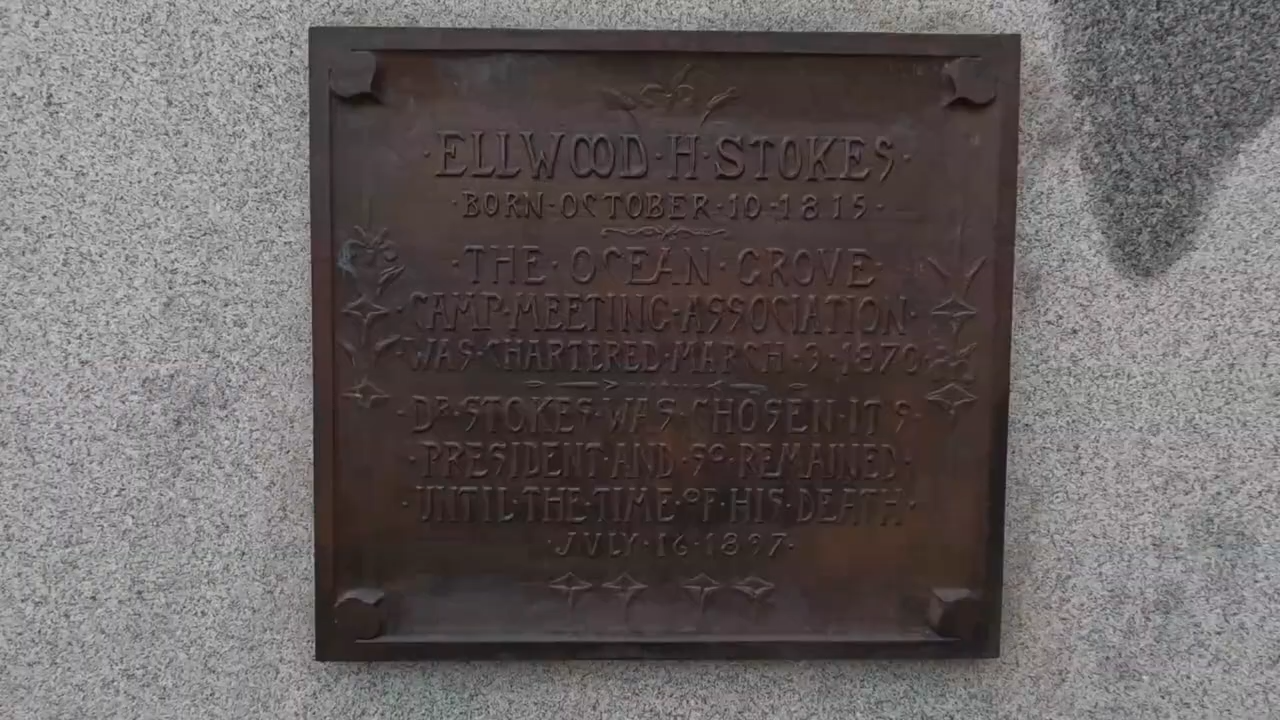 ·ELLWOOD·H·STOKES·
·BORN·OCTOBER·10·1815·
·THE·OCEAN·GROVE·
·CAMP·MEETING·ASSOCIATION·
·WAS·CHARTERED·MARCH·3·1870·
·DR·STOKES·WAS·CHOSEN·ITS·
·PRESIDENT·AND·SO·REMAINED·
·UNTIL·THE·TIME·OF·HIS·DEATH·
·JULY·16·1897·